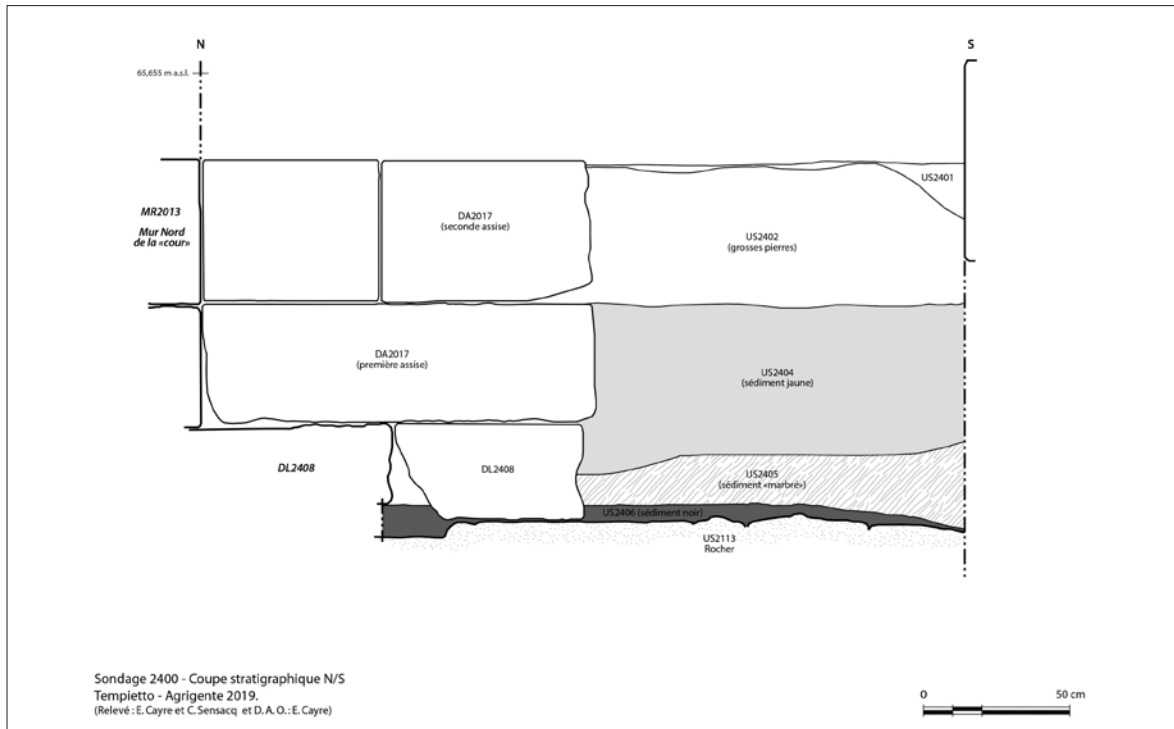 N
S
65,655 m a.s.l.
US2401
MR2013
Mur Nord
de la «cour»
DA2017
(seconde assise)
US2402
(grosses pierres)
DA2017
(première assise)
US2404
(sédiment jaune)
DL2408
DL2408
US2405
(sédiment «marbré»)
US2406 (sédiment noir)
US2113
Rocher
Sondage 2400 - Coupe stratigraphique N/S
Tempietto - Agrigente 2019.
(Relevé : E. Cayre et C. Sensacq et D. A. O. : E. Cayre)
0 50 cm